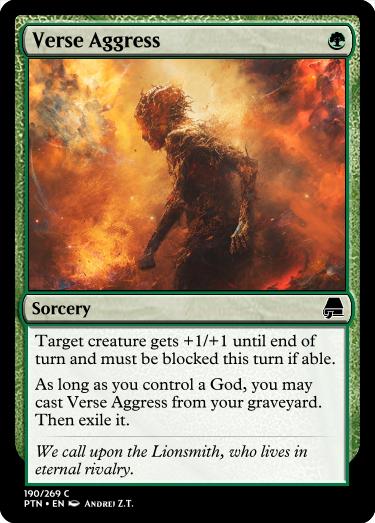 Verse Aggress
Sorcery
Target creature gets +1/+1 until end of
turn and must be blocked this turn if able.
As long as you control a God, you may
cast Verse Aggress from your graveyard.
Then exile it.
We call upon the Lionsmith, who lives in
eternal rivalry.
190/269 C
PTN • EN Andrei Z.T.